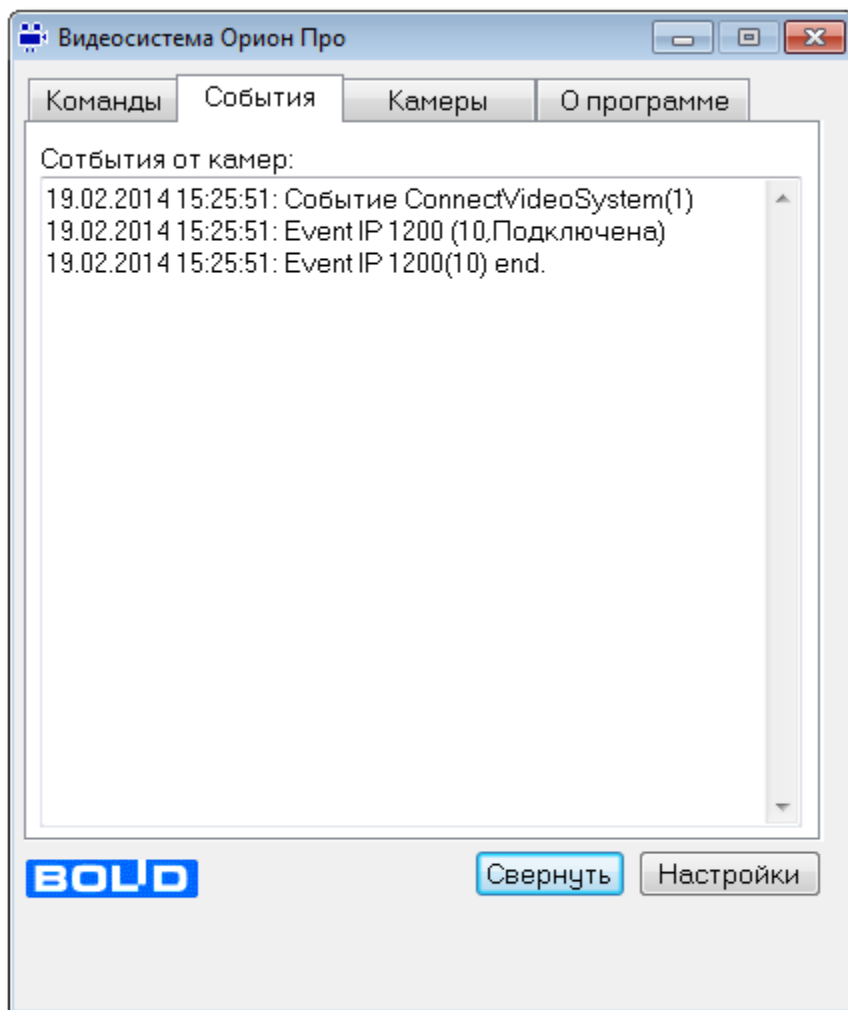 Видеосистема Орион Про
Команды События Камеры О программе
Сотбытия от камер:
19.02.2014 15:25:51: Событие ConnectVideoSystem(1)
19.02.2014 15:25:51: Event IP 1200 (10,Подключена)
19.02.2014 15:25:51: Event IP 1200(10) end.
BOLID Свернуть Настройки